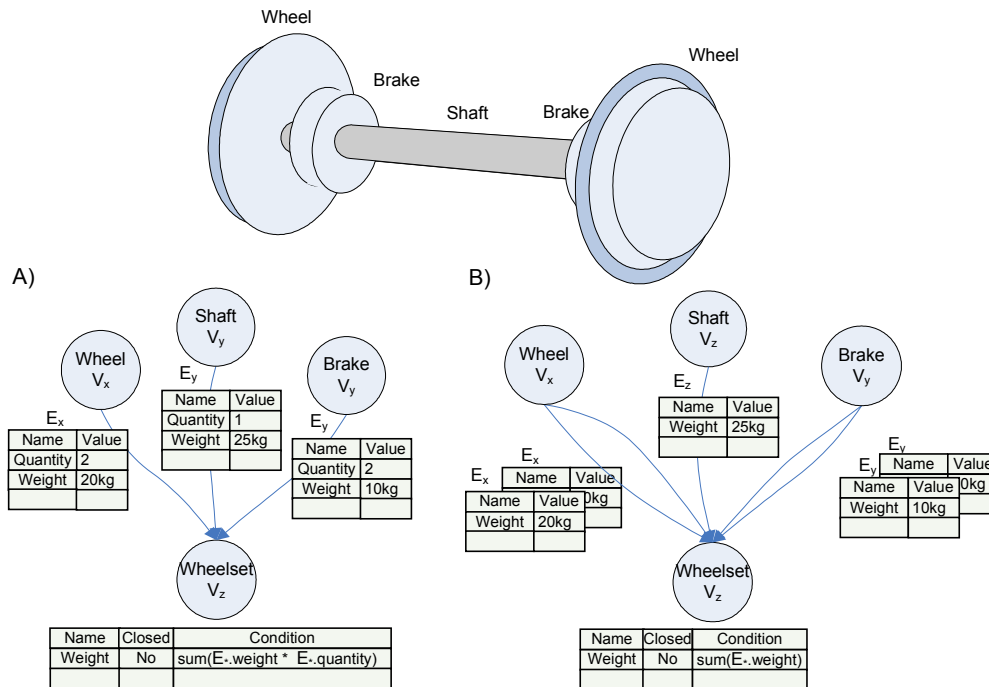 Wheel
Wheel
Brake
Shaft
Brake
A)
Wheel
Vx
Shaft
Vy
Brake
Vy
Ex
Name Value
Quantity 2
Weight 20kg
Ey
Name Value
Quantity 1
Weight 25kg
Ey
Name Value
Quantity 2
Weight 10kg
Wheelset
Vz
Name Closed Condition
Weight No sum(E*.weight * E*.quantity)
B)
Wheel
Vx
Shaft
Vz
Brake
Vy
Ez
Name Value
Weight 25kg
Ex
Name Value
0kg
Ex
Name Value
Weight 20kg
Ey
Name Value
0kg
Ey
Name Value
Weight 10kg
Wheelset
Vz
Name Closed Condition
Weight No sum(E*.weight)